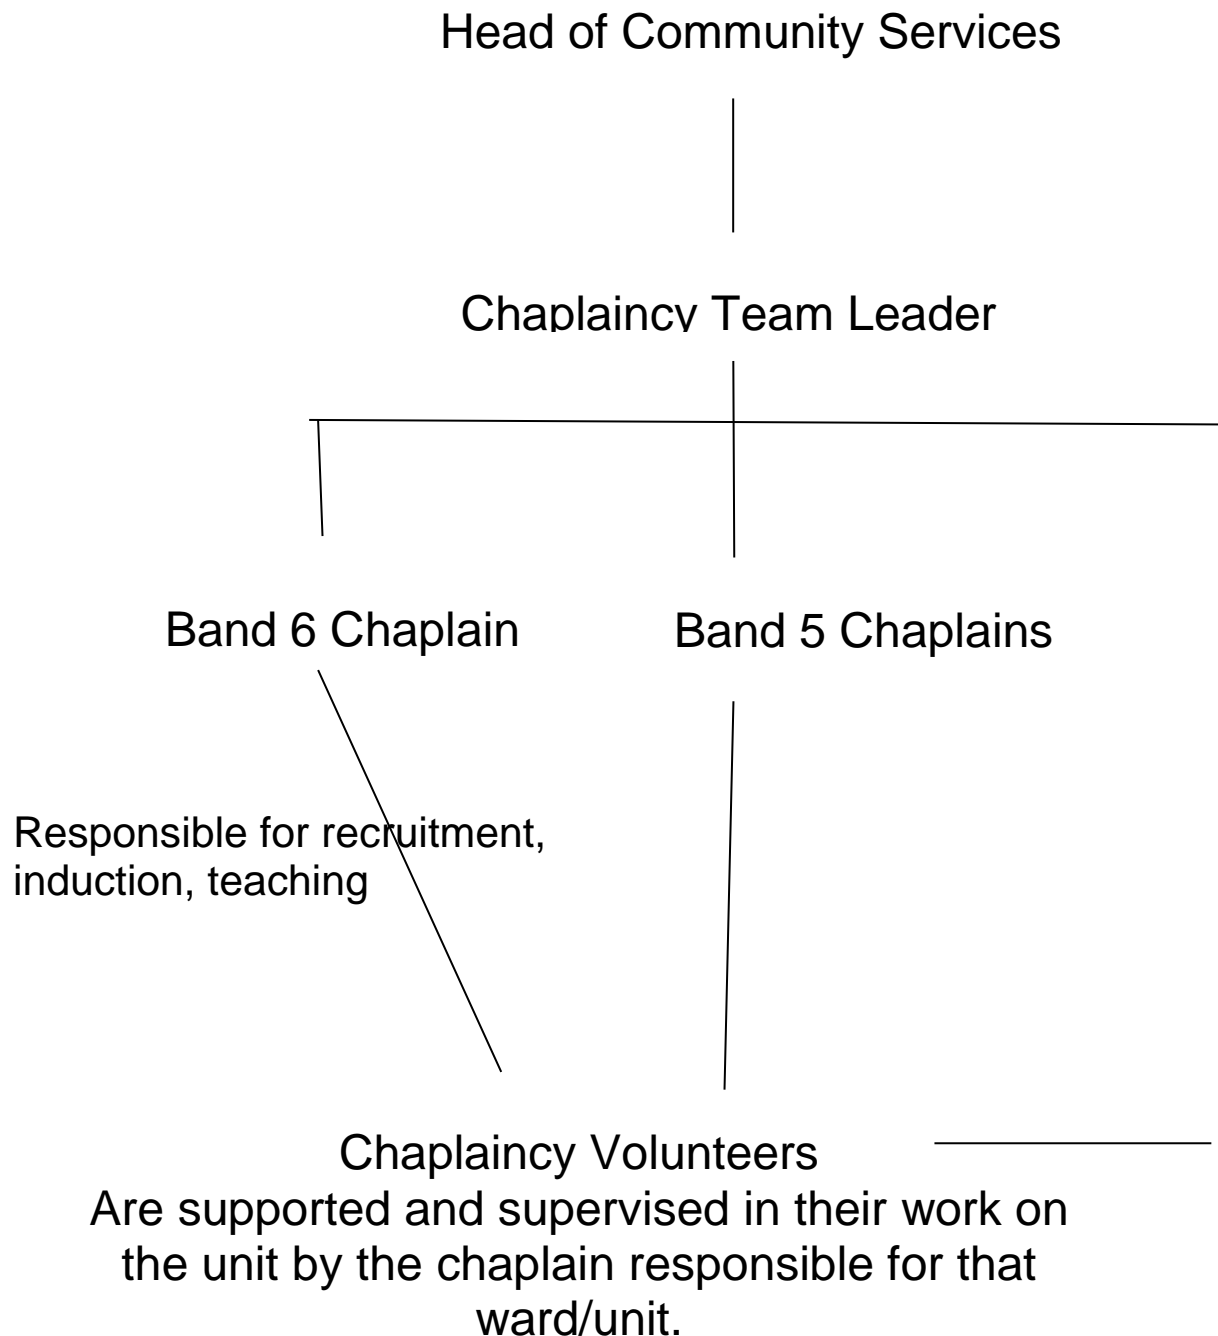 Head of Community Services
Chaplaincy Team Leader
Band 6 Chaplain
Band 5 Chaplains
Responsible for recruitment,
induction, teaching
Chaplaincy Volunteers
Are supported and supervised in their work on
the unit by the chaplain responsible for that
ward/unit.